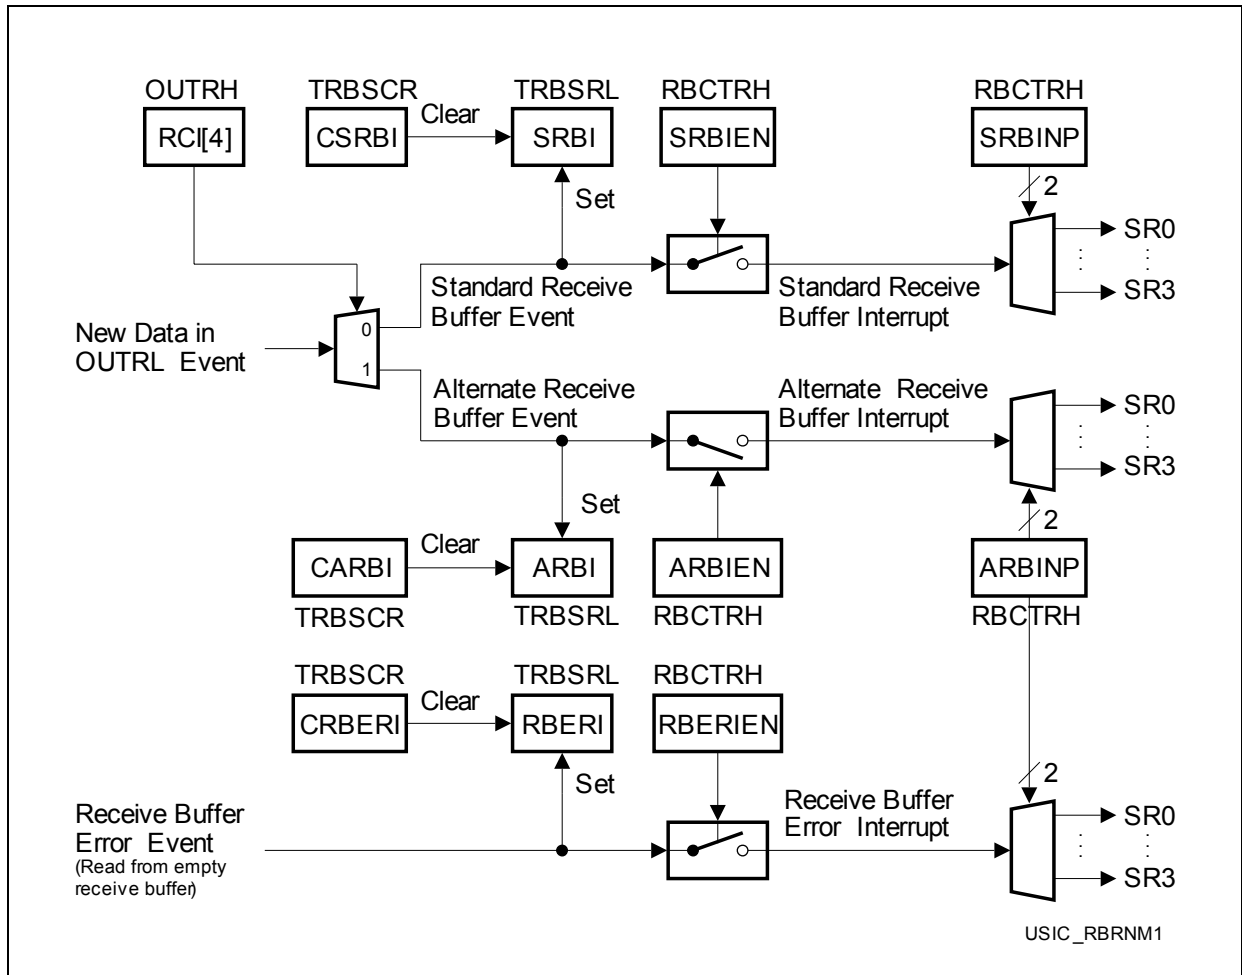 OUTRH TRBSCR TRBSRL RBCTRH RBCTRH
RCI[4] CSRBI Clear SRBI SRBIEN SRBINP
2
Set
SR0
Standard Receive
Buffer Event
Standard Receive
Buffer Interrupt
SR3
New Data in
OUTRL Event
0
1
Alternate Receive
Buffer Event
Alternate Receive
Buffer Interrupt
SR0
SR3
Set
2
CARBI Clear ARBI ARBIEN ARBINP
TRBSCR TRBSRL RBCTRH RBCTRH
TRBSCR TRBSRL RBCTRH
CRBERI Clear RBERI RBERIEN
Set
2
Receive Buffer
Error Event
(Read from empty
receive buffer)
Receive Buffer
Error Interrupt
SR0
SR3
USIC_RBRNM1